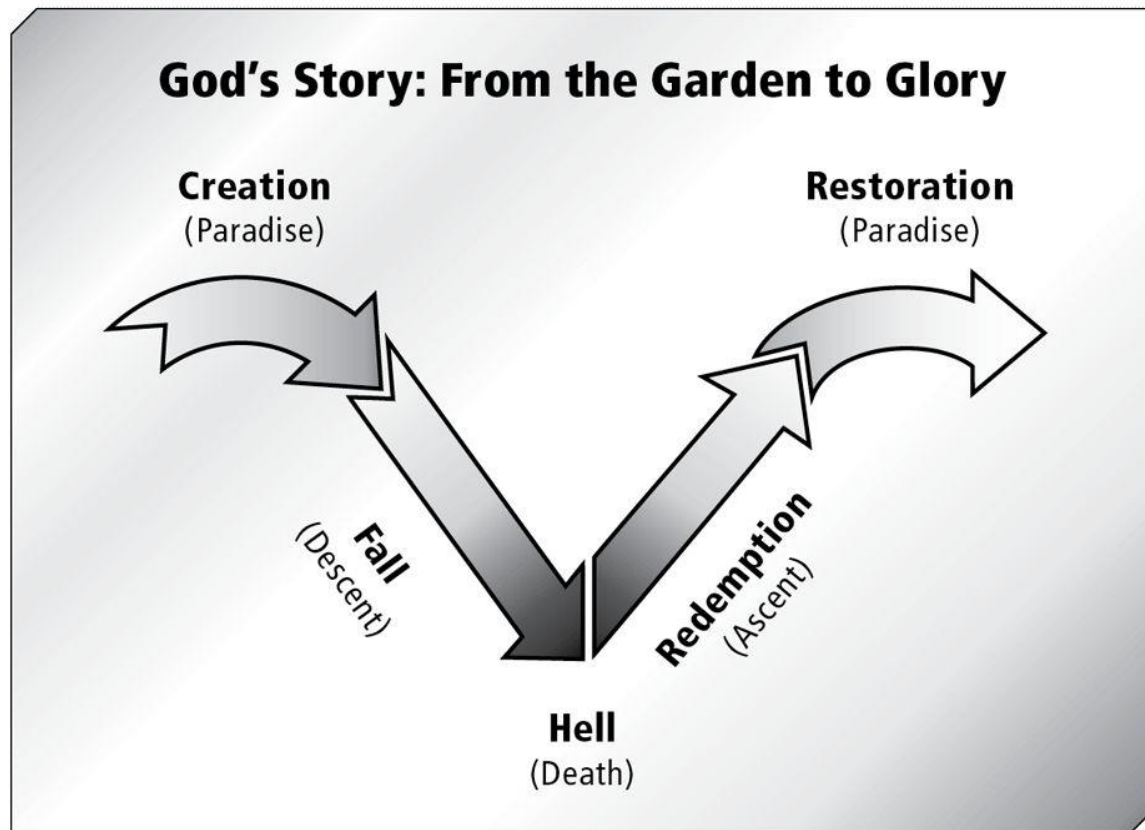 God's Story: From the Garden to Glory
Creation
(Paradise)
Restoration
(Paradise)
Fall
(Descent)
Redemption
(Ascent)
Hell
(Death)